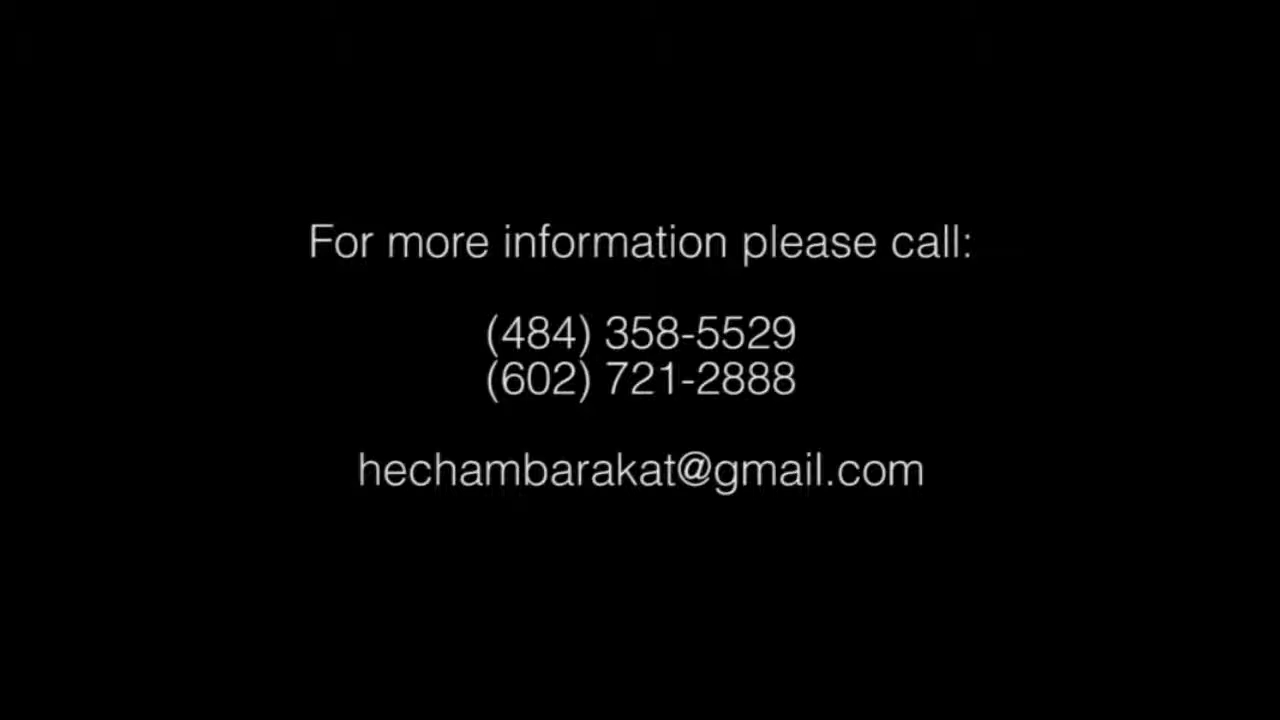 For more information please call:
(484) 358-5529
(602) 721-2888
hechambarakat@gmail.com